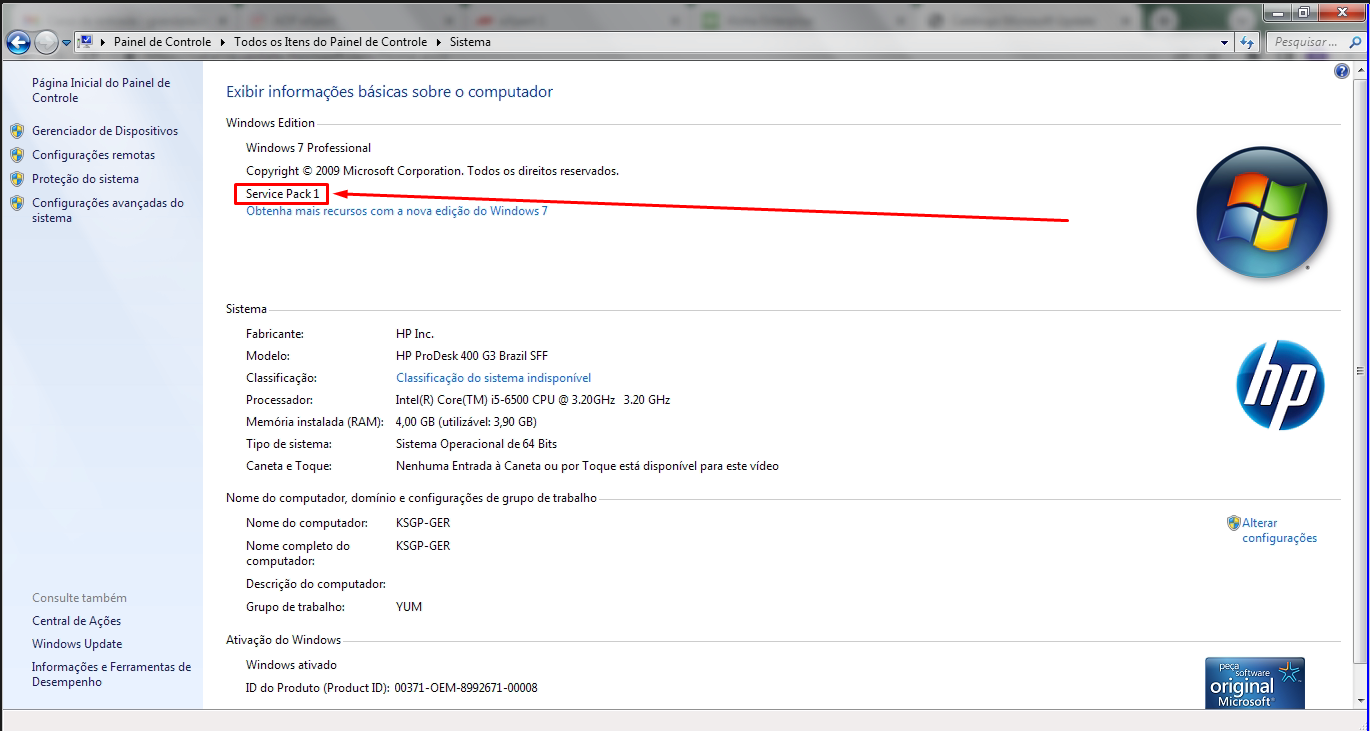 Painel de Controle Todos os Itens do Painel de Controle Sistema
Pesquisar ...
Página Inicial do Painel de
Controle
Gerenciador de Dispositivos
Configurações remotas
Proteção do sistema
Configurações avançadas do
sistema
Exibir informações básicas sobre o computador
Windows Edition
Windows 7 Professional
Copyright © 2009 Microsoft Corporation. Todos os direitos reservados.
Service Pack 1
Obtenha mais recursos com a nova edição do Windows 7
Sistema
Fabricante: HP Inc.
Modelo: HP ProDesk 400 G3 Brazil SFF
Classificação: Classificação do sistema indisponível
Processador: Intel(R) Core(TM) i5-6500 CPU @ 3.20GHz 3.20 GHz
Memória instalada (RAM): 4,00 GB (utilizável: 3,90 GB)
Tipo de sistema: Sistema Operacional de 64 Bits
Caneta e Toque: Nenhuma Entrada à Caneta ou por Toque está disponível para este vídeo
hp
Nome do computador, domínio e configurações de grupo de trabalho
Nome do computador: KSGP-GER
Nome completo do KSGP-GER
computador:
Descrição do computador:
Grupo de trabalho: YUM
Alterar
configurações
Ativação do Windows
Windows ativado
ID do Produto (Product ID): 00371-OEM-8992671-00008
peça
software
original
Microsoft
Consulte também
Central de Ações
Windows Update
Informações e Ferramentas de
Desempenho